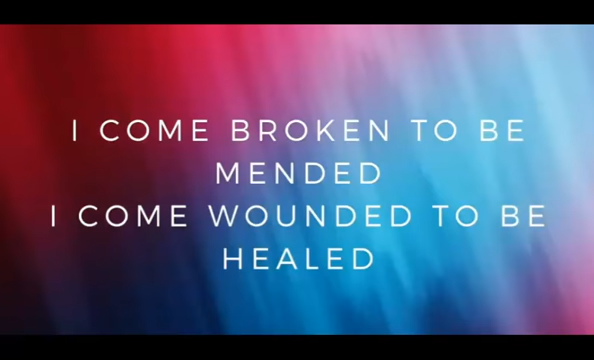 I COME BROKEN TO BE
MENDED
I COME WOUNDED TO BE
HEALED